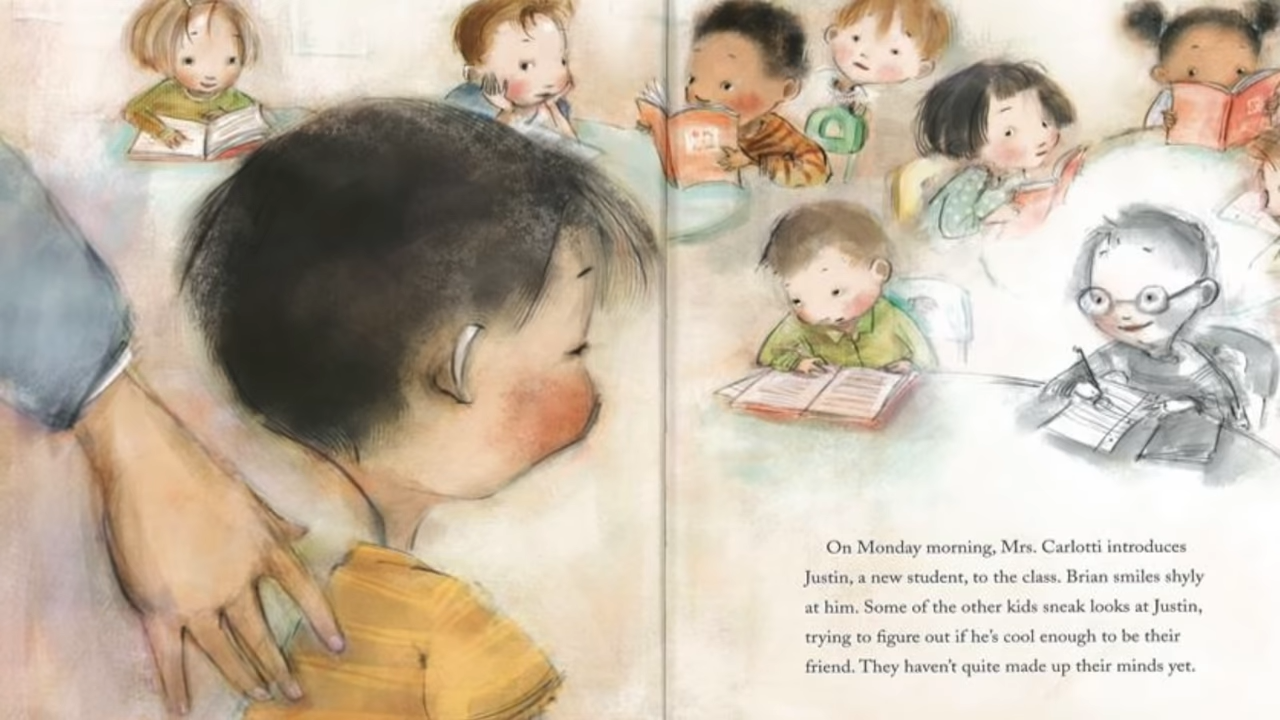 On Monday morning, Mrs. Carlotti introduces
Justin, a new student, to the class. Brian smiles shyly
at him. Some of the other kids sneak looks at Justin,
trying to figure out if he's cool enough to be their
friend. They haven't quite made up their minds yet.